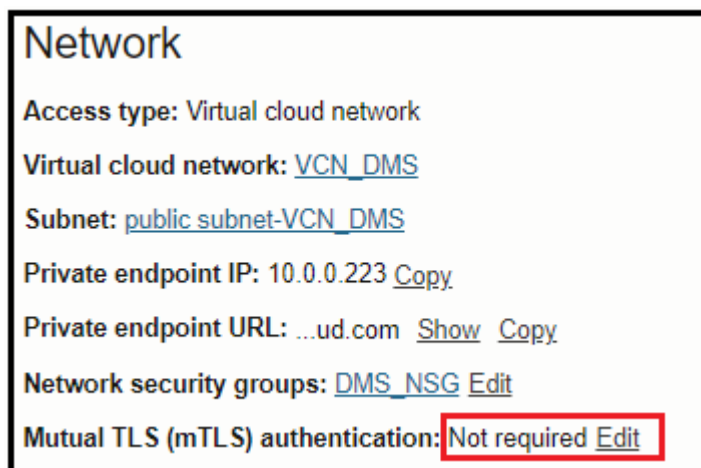 Network
Access type: Virtual cloud network
Virtual cloud network: VCN_DMS
Subnet: public subnet-VCN_DMS
Private endpoint IP: 10.0.0.223 Copy
Private endpoint URL: ...ud.com Show Copy
Network security groups: DMS_NSG Edit
Mutual TLS (mTLS) authentication: Not required Edit